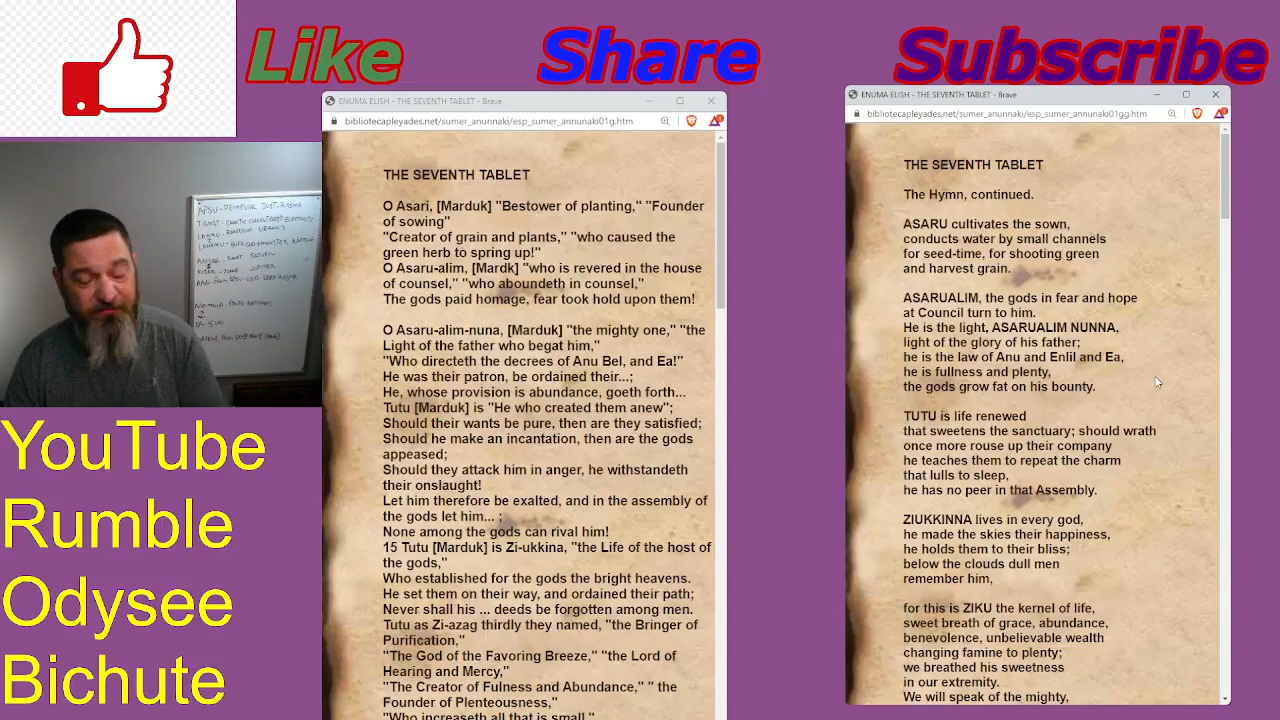 Like
Share
Subscribe
APSU - PRIMEVAL DUST-PLASMA
YouTube
Rumble
Odysee
Bichute
ENUMA ELISH - THE SEVENTH TABLET - Brave
bibliotecapleyades.net/sumer_anunnaki/esp_sumer_annunaki01g.htm
THE SEVENTH TABLET
O Asari, [Marduk] "Bestower of planting," "Founder
of sowing"
"Creator of grain and plants," "who caused the
green herb to spring up!"
O Asaru-alim, [Mardk] "who is revered in the house
of counsel," "who aboundeth in counsel,"
The gods paid homage, fear took hold upon them!
O Asaru-alim-nuna, [Marduk] "the mighty one," "the
Light of the father who begat him,"
"Who directeth the decrees of Anu Bel, and Ea!"
He was their patron, be ordained their...;
He, whose provision is abundance, goeth forth...
Tutu [Marduk] is "He who created them anew";
Should their wants be pure, then are they satisfied;
Should he make an incantation, then are the gods
appeased;
Should they attack him in anger, he withstandeth
their onslaught!
Let him therefore be exalted, and in the assembly of
the gods let him... ;
None among the gods can rival him!
15 Tutu [Marduk] is Zi-ukkina, "the Life of the host of
the gods,"
Who established for the gods the bright heavens.
He set them on their way, and ordained their path;
Never shall his ... deeds be forgotten among men.
Tutu as Zi-azag thirdly they named, "the Bringer of
Purification,"
"The God of the Favoring Breeze," "the Lord of
Hearing and Mercy,"
"The Creator of Fulness and Abundance," " the
Founder of Plenteousness,"
"Who increaseth all that is small."
ENUMA ELISH - THE SEVENTH TABLET - Brave
bibliotecapleyades.net/sumer_anunnaki/esp_sumer_annunaki01gg.htm
THE SEVENTH TABLET
The Hymn, continued.
ASARU cultivates the sown,
conducts water by small channels
for seed-time, for shooting green
and harvest grain.
ASARUALIM, the gods in fear and hope
at Council turn to him.
He is the light, ASARUALIM NUNNA,
light of the glory of his father;
he is the law of Anu and Enlil and Ea,
he is fullness and plenty,
the gods grow fat on his bounty.
TUTU is life renewed
that sweetens the sanctuary; should wrath
once more rouse up their company
he teaches them to repeat the charm
that lulls to sleep,
he has no peer in that Assembly.
ZIUKKINNA lives in every god,
he made the skies their happiness,
he holds them to their bliss;
below the clouds dull men
remember him,
for this is ZIKU the kernel of life,
sweet breath of grace, abundance,
benevolence, unbelievable wealth
changing famine to plenty;
we breathed his sweetness
in our extremity.
We will speak of the mighty,